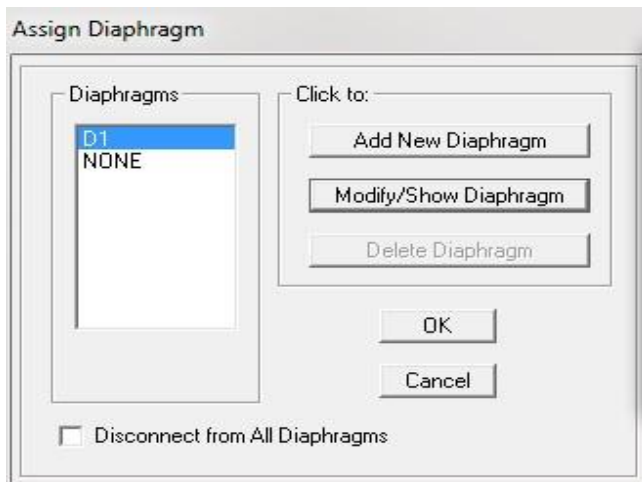 Assign Diaphragm
Diaphragms
D1
NONE
Click to:
Add New Diaphragm
Modify/Show Diaphragm
Delete Diaphragm
OK
Cancel
Disconnect from All Diaphragms